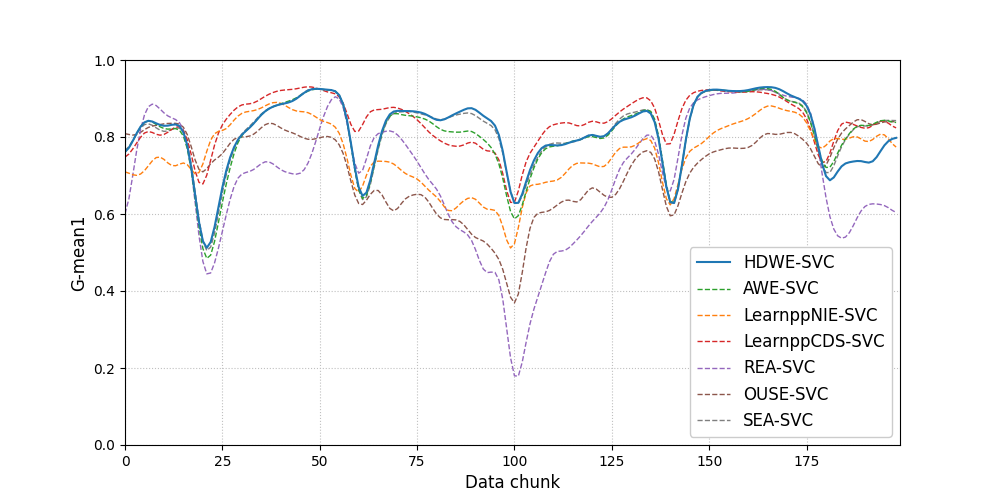 1.0
0.8
0.6
0.4
0.2
0.0
G-mean1
0 25 50 75 100 125 150 175
Data chunk
HDWE-SVC
AWE-SVC
LearnppNIE-SVC
LearnppCDS-SVC
REA-SVC
OUSE-SVC
SEA-SVC